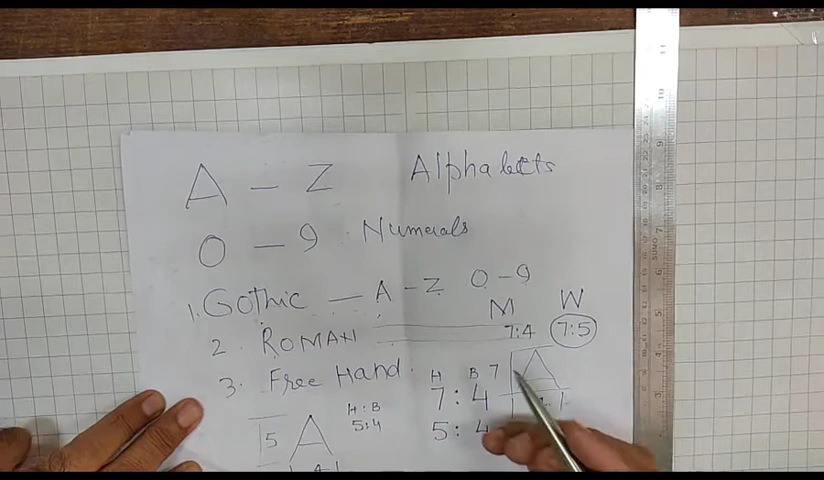 A - Z Alphabets
0 - 9 Numerals
1. Gothic - A - Z 0 - 9
M W
2. ROMAN 7:4 7:5
3. Free Hand. H B 7 A
7:4
5 A H:B
5:4
5:4
SUMO